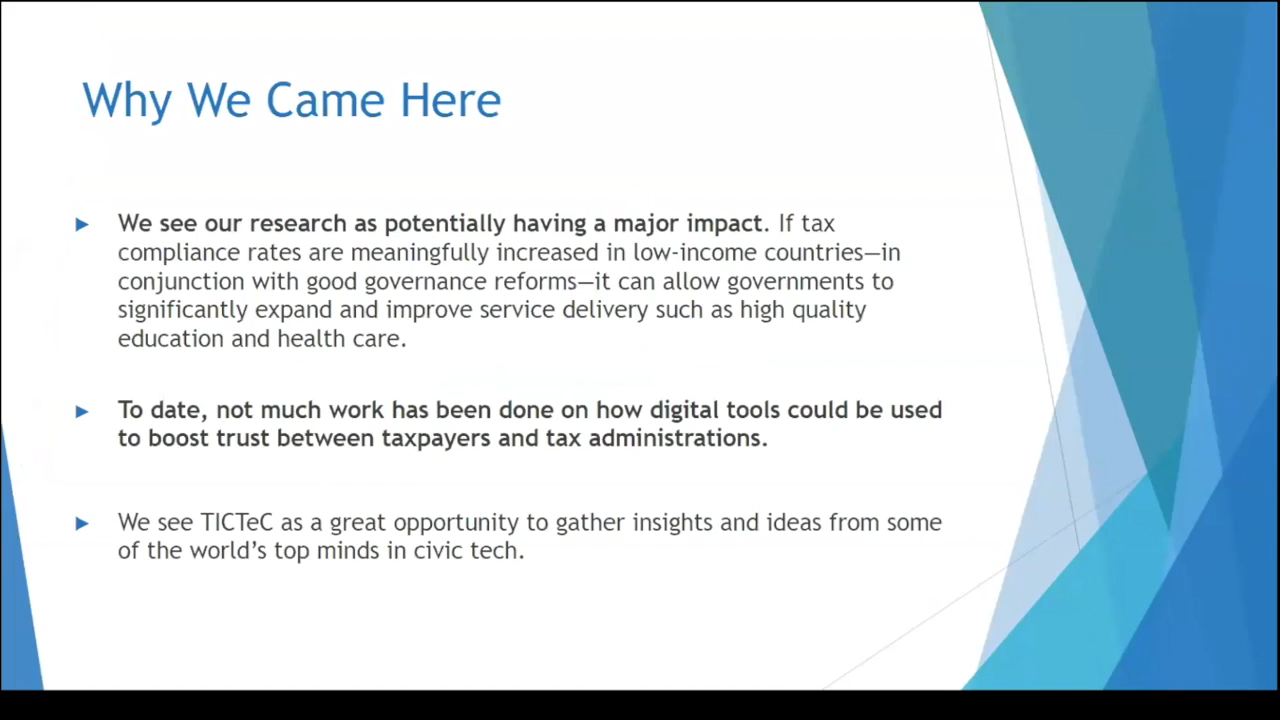 Why We Came Here
We see our research as potentially having a major impact. If tax
compliance rates are meaningfully increased in low-income countries—in
conjunction with good governance reforms—it can allow governments to
significantly expand and improve service delivery such as high quality
education and health care.
To date, not much work has been done on how digital tools could be used
to boost trust between taxpayers and tax administrations.
We see TICTeC as a great opportunity to gather insights and ideas from some
of the world's top minds in civic tech.